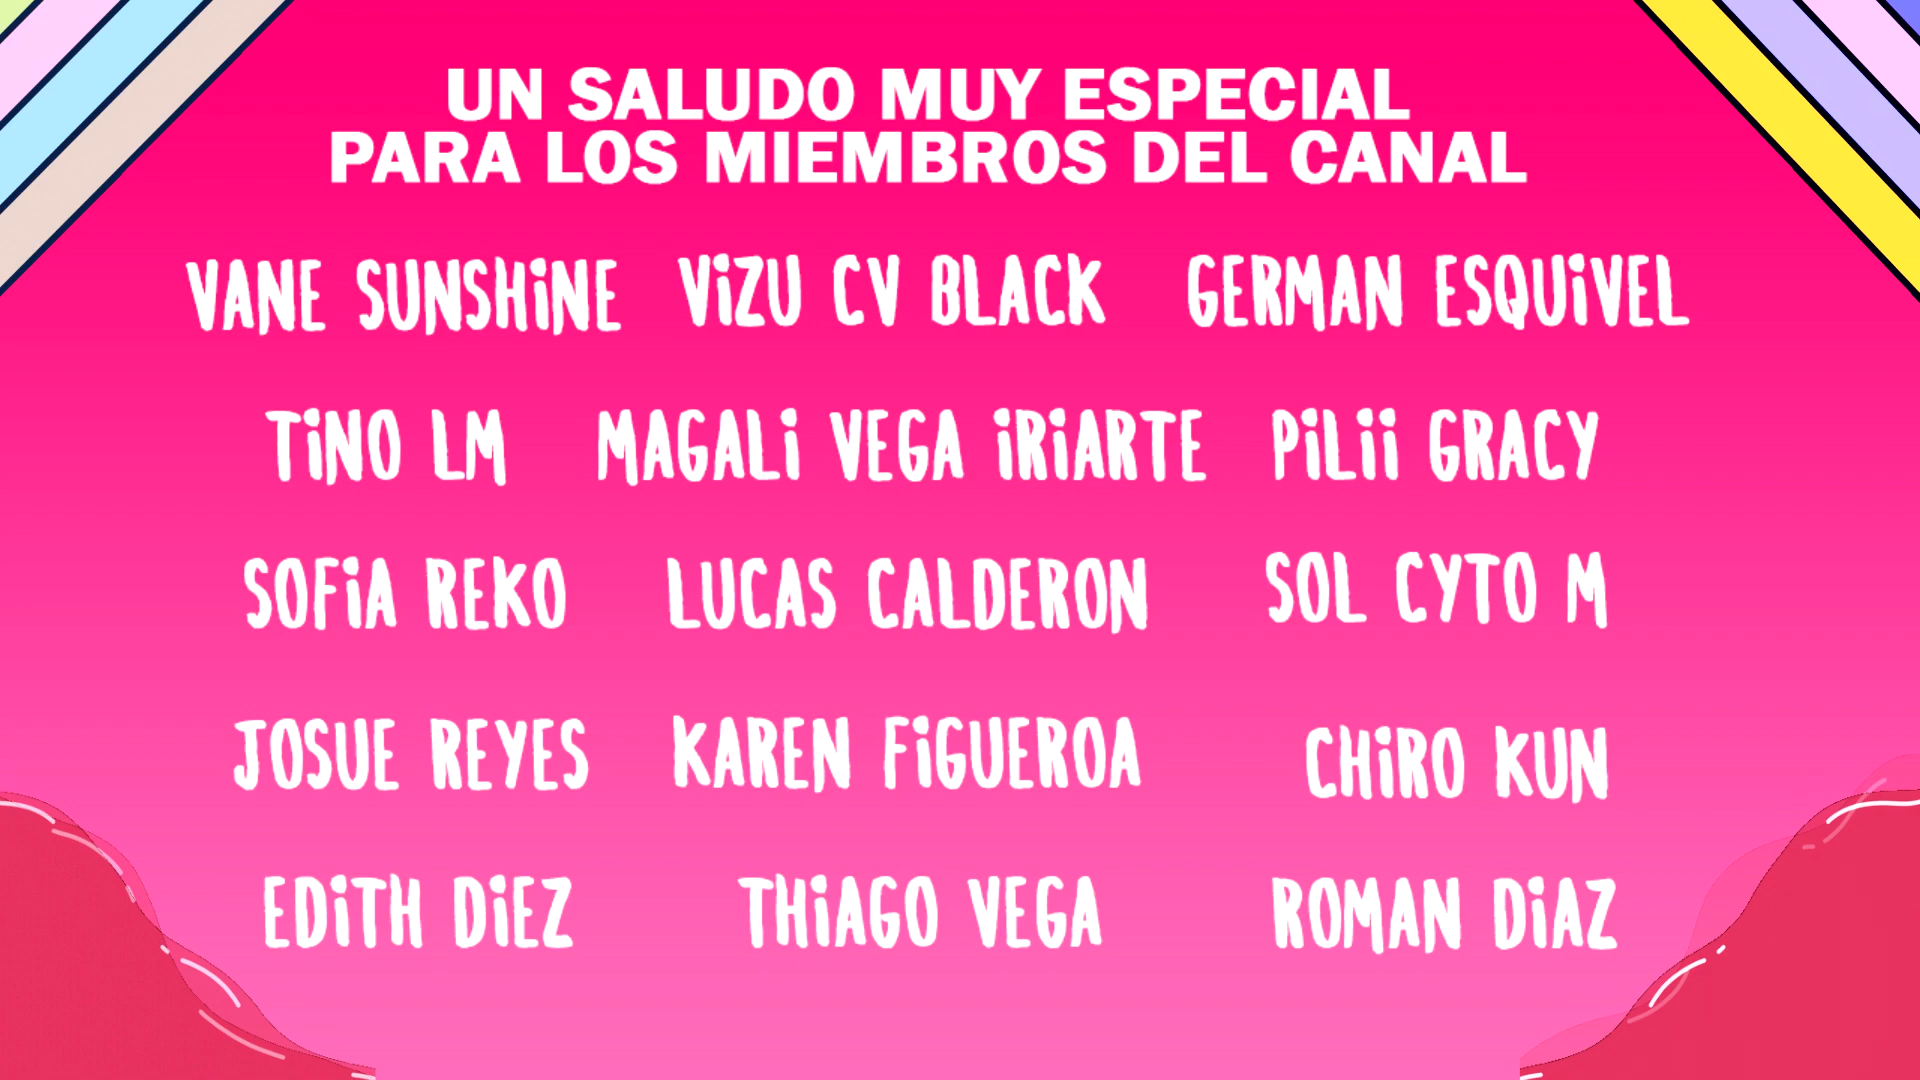 UN SALUDO MUY ESPECIAL
PARA LOS MIEMBROS DEL CANAL
VANE SUNSHiNE ViZU CV BLACK GERMAN ESQUiVEL
TiNO LM MAGALi VEGA iRiARTE PiLii GRACY
SOFiA REKO LUCAS CALDERON SOL CYTO M
JOSUE REYES KAREN FiGUEROA CHiRO KUN
EDiTH DiEZ THiAGO VEGA ROMAN DiAZ